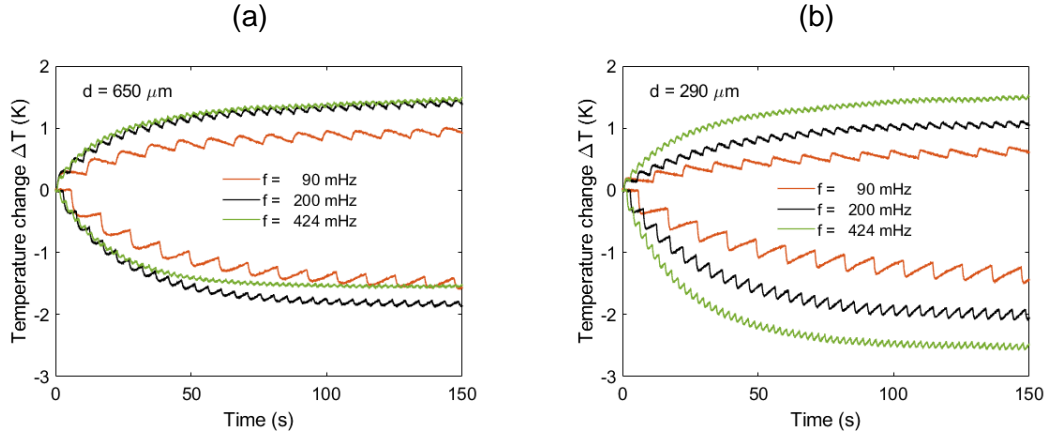 (a)
Temperature change ΔT (K)
2
1
0
-1
-2
-3
d = 650 μm
f = 90 mHz
f = 200 mHz
f = 424 mHz
0
50
100
150
Time (s)
(b)
Temperature change ΔT (K)
2
1
0
-1
-2
-3
d = 290 μm
f = 90 mHz
f = 200 mHz
f = 424 mHz
0
50
100
150
Time (s)